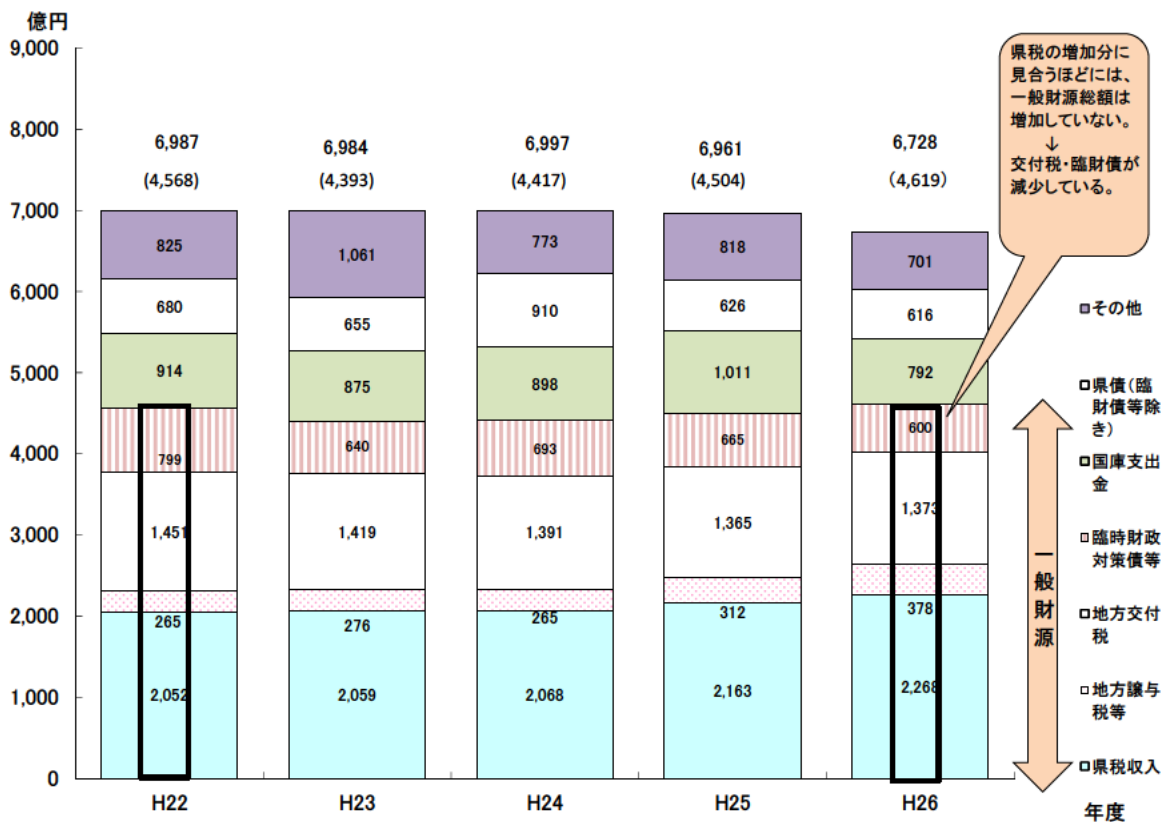 億円
9,000
8,000
7,000
6,000
5,000
4,000
3,000
2,000
1,000
0
6,987
(4,568)
825
680
914
799
1,451
265
2,052
H22
6,984
(4,393)
1,061
655
875
640
1,419
276
2,059
H23
6,997
(4,417)
773
910
898
693
1,391
265
2,068
H24
6,961
(4,504)
818
626
1,011
665
1,365
312
2,163
H25
6,728
（4,619）
701
616
792
600
1,373
378
2,268
H26
年度
県税の増加分に
見合うほどには、
一般財源総額は
増加していない。
↓
交付税・臨財債が
減少している。
一般財源
その他
県債（臨
財債等除
き）
国庫支出
金
臨時財政
対策債等
地方交付
税
地方譲与
税等
県税収入